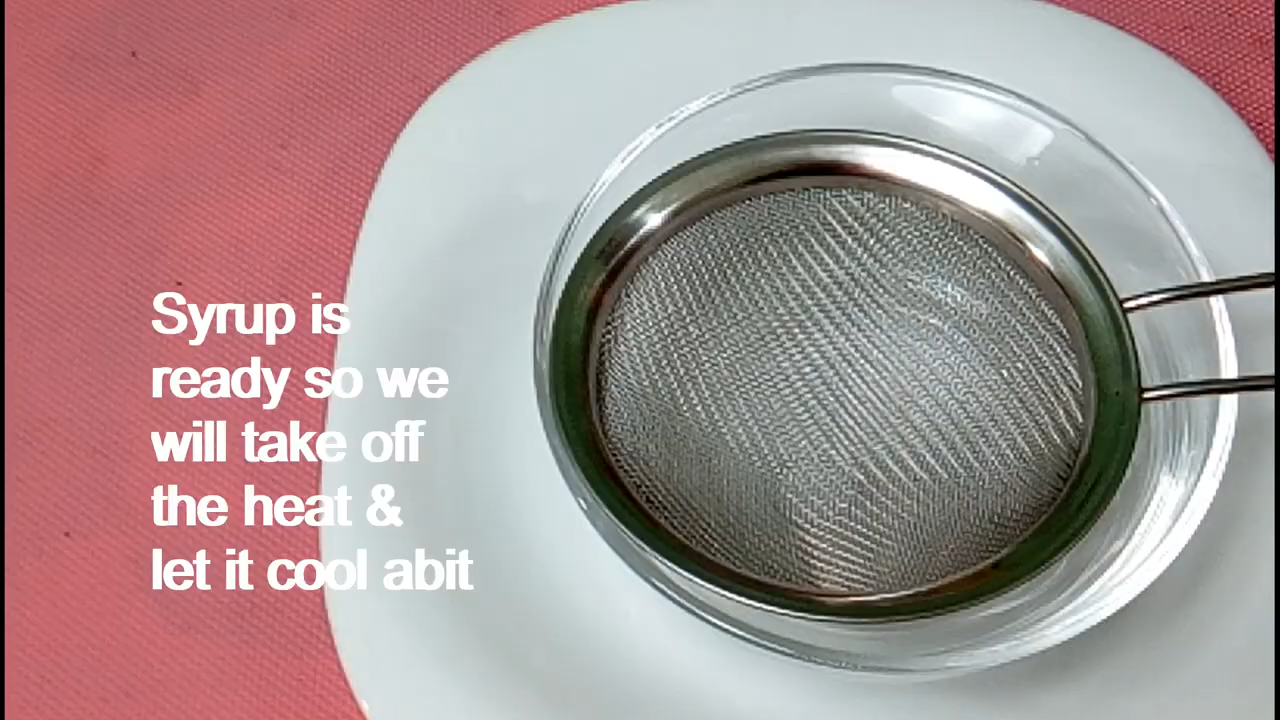 Syrup is
ready so we
will take off
the heat &
let it cool abit